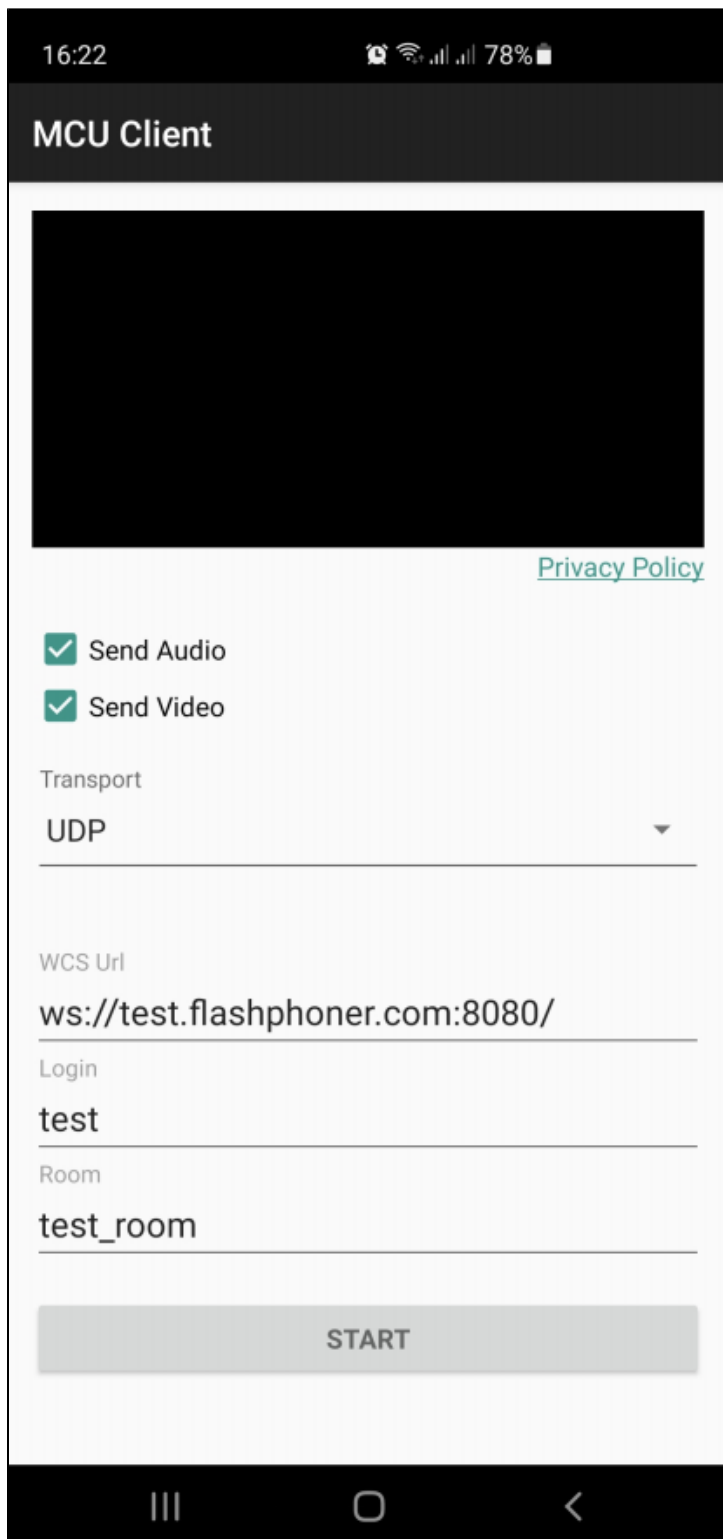 16:22 78%
MCU Client
Privacy Policy
Send Audio
Send Video
Transport
UDP
WCS Url
ws://test.flashphoner.com:8080/
Login
test
Room
test_room
START